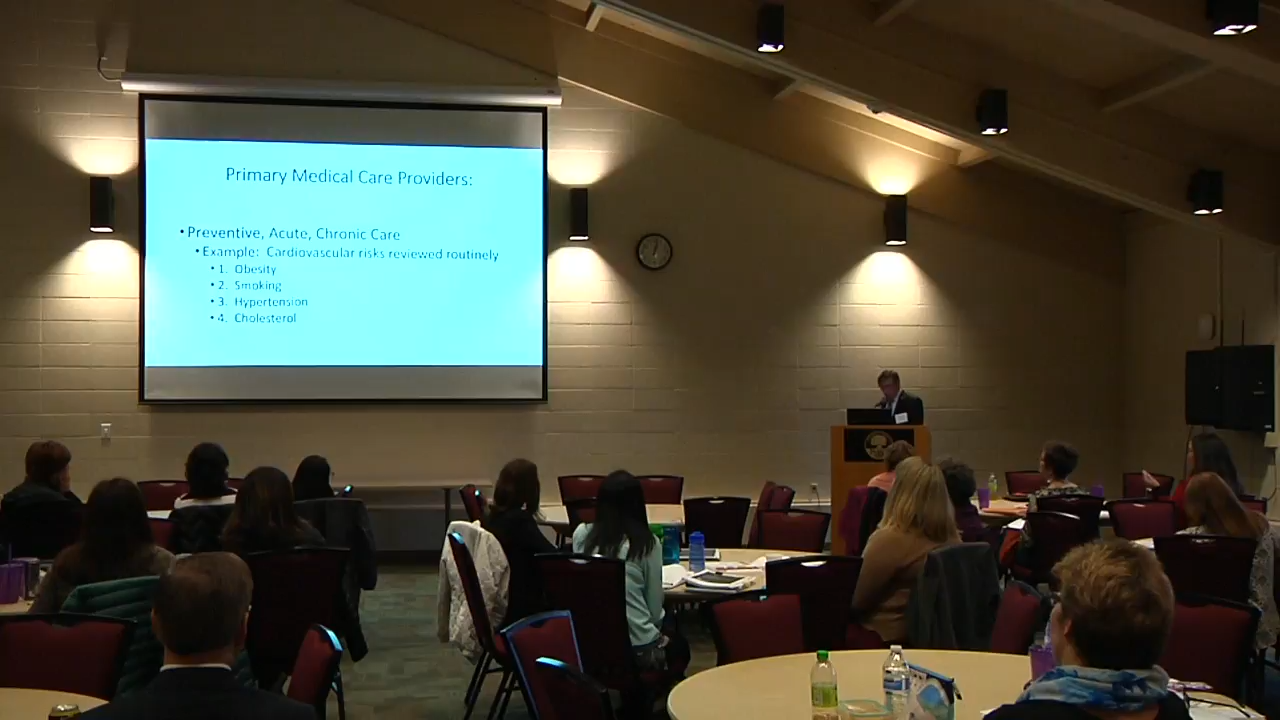 Primary Medical Care Providers:
•Preventive, Acute, Chronic Care
•Example: Cardiovascular risks reviewed routinely
•1. Obesity
•2. Smoking
•3. Hypertension
•4. Cholesterol